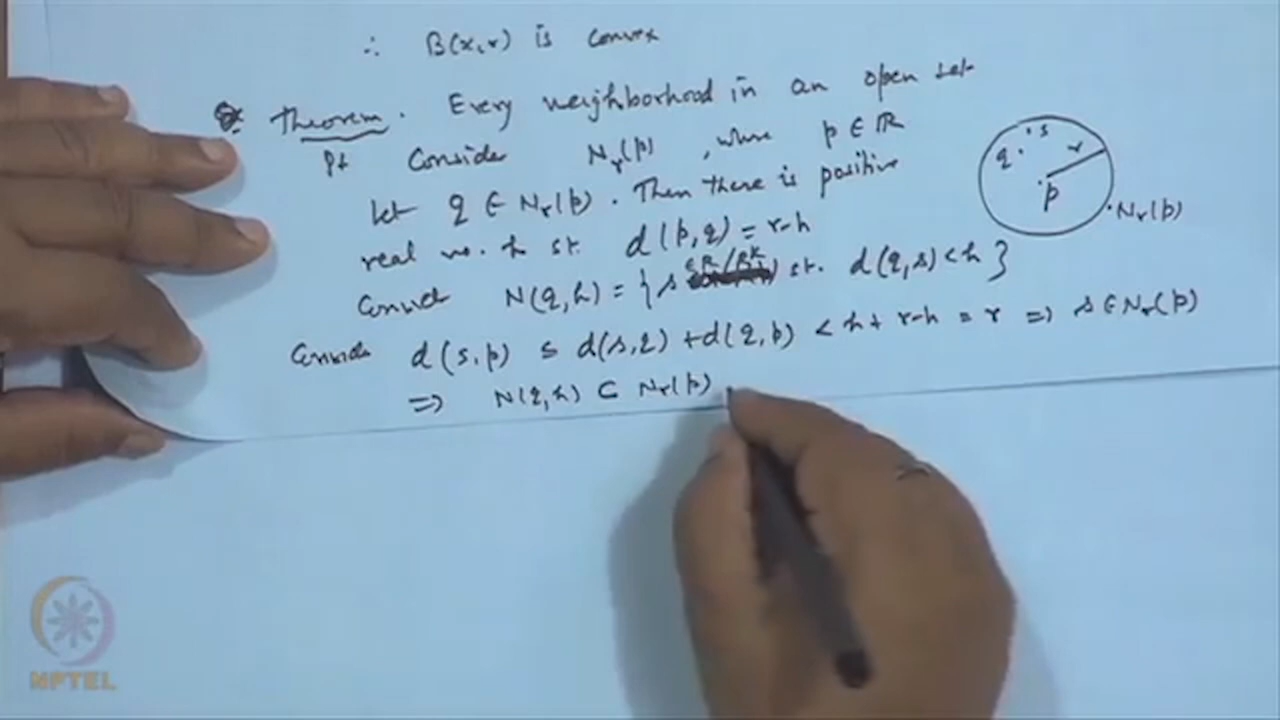 ∴ B(x,r) is convex
Theorem. Every neighborhood in an open set
Pf Consider N_r(p), where p ∈ ℝ
Let q ∈ N_r(p). Then there is positive
real no. h st. d(p,q) = r-h
Consider N(q,h) = { s ∈ R/R^k st. d(q,s) < h }
Consider d(s,p) ≤ d(s,q) + d(q,p) < h + r-h = r ⇒ s ∈ N_r(p)
⇒ N(q,h) ⊂ N_r(p)
s
q
r
p
N_r(p)
NPTEL